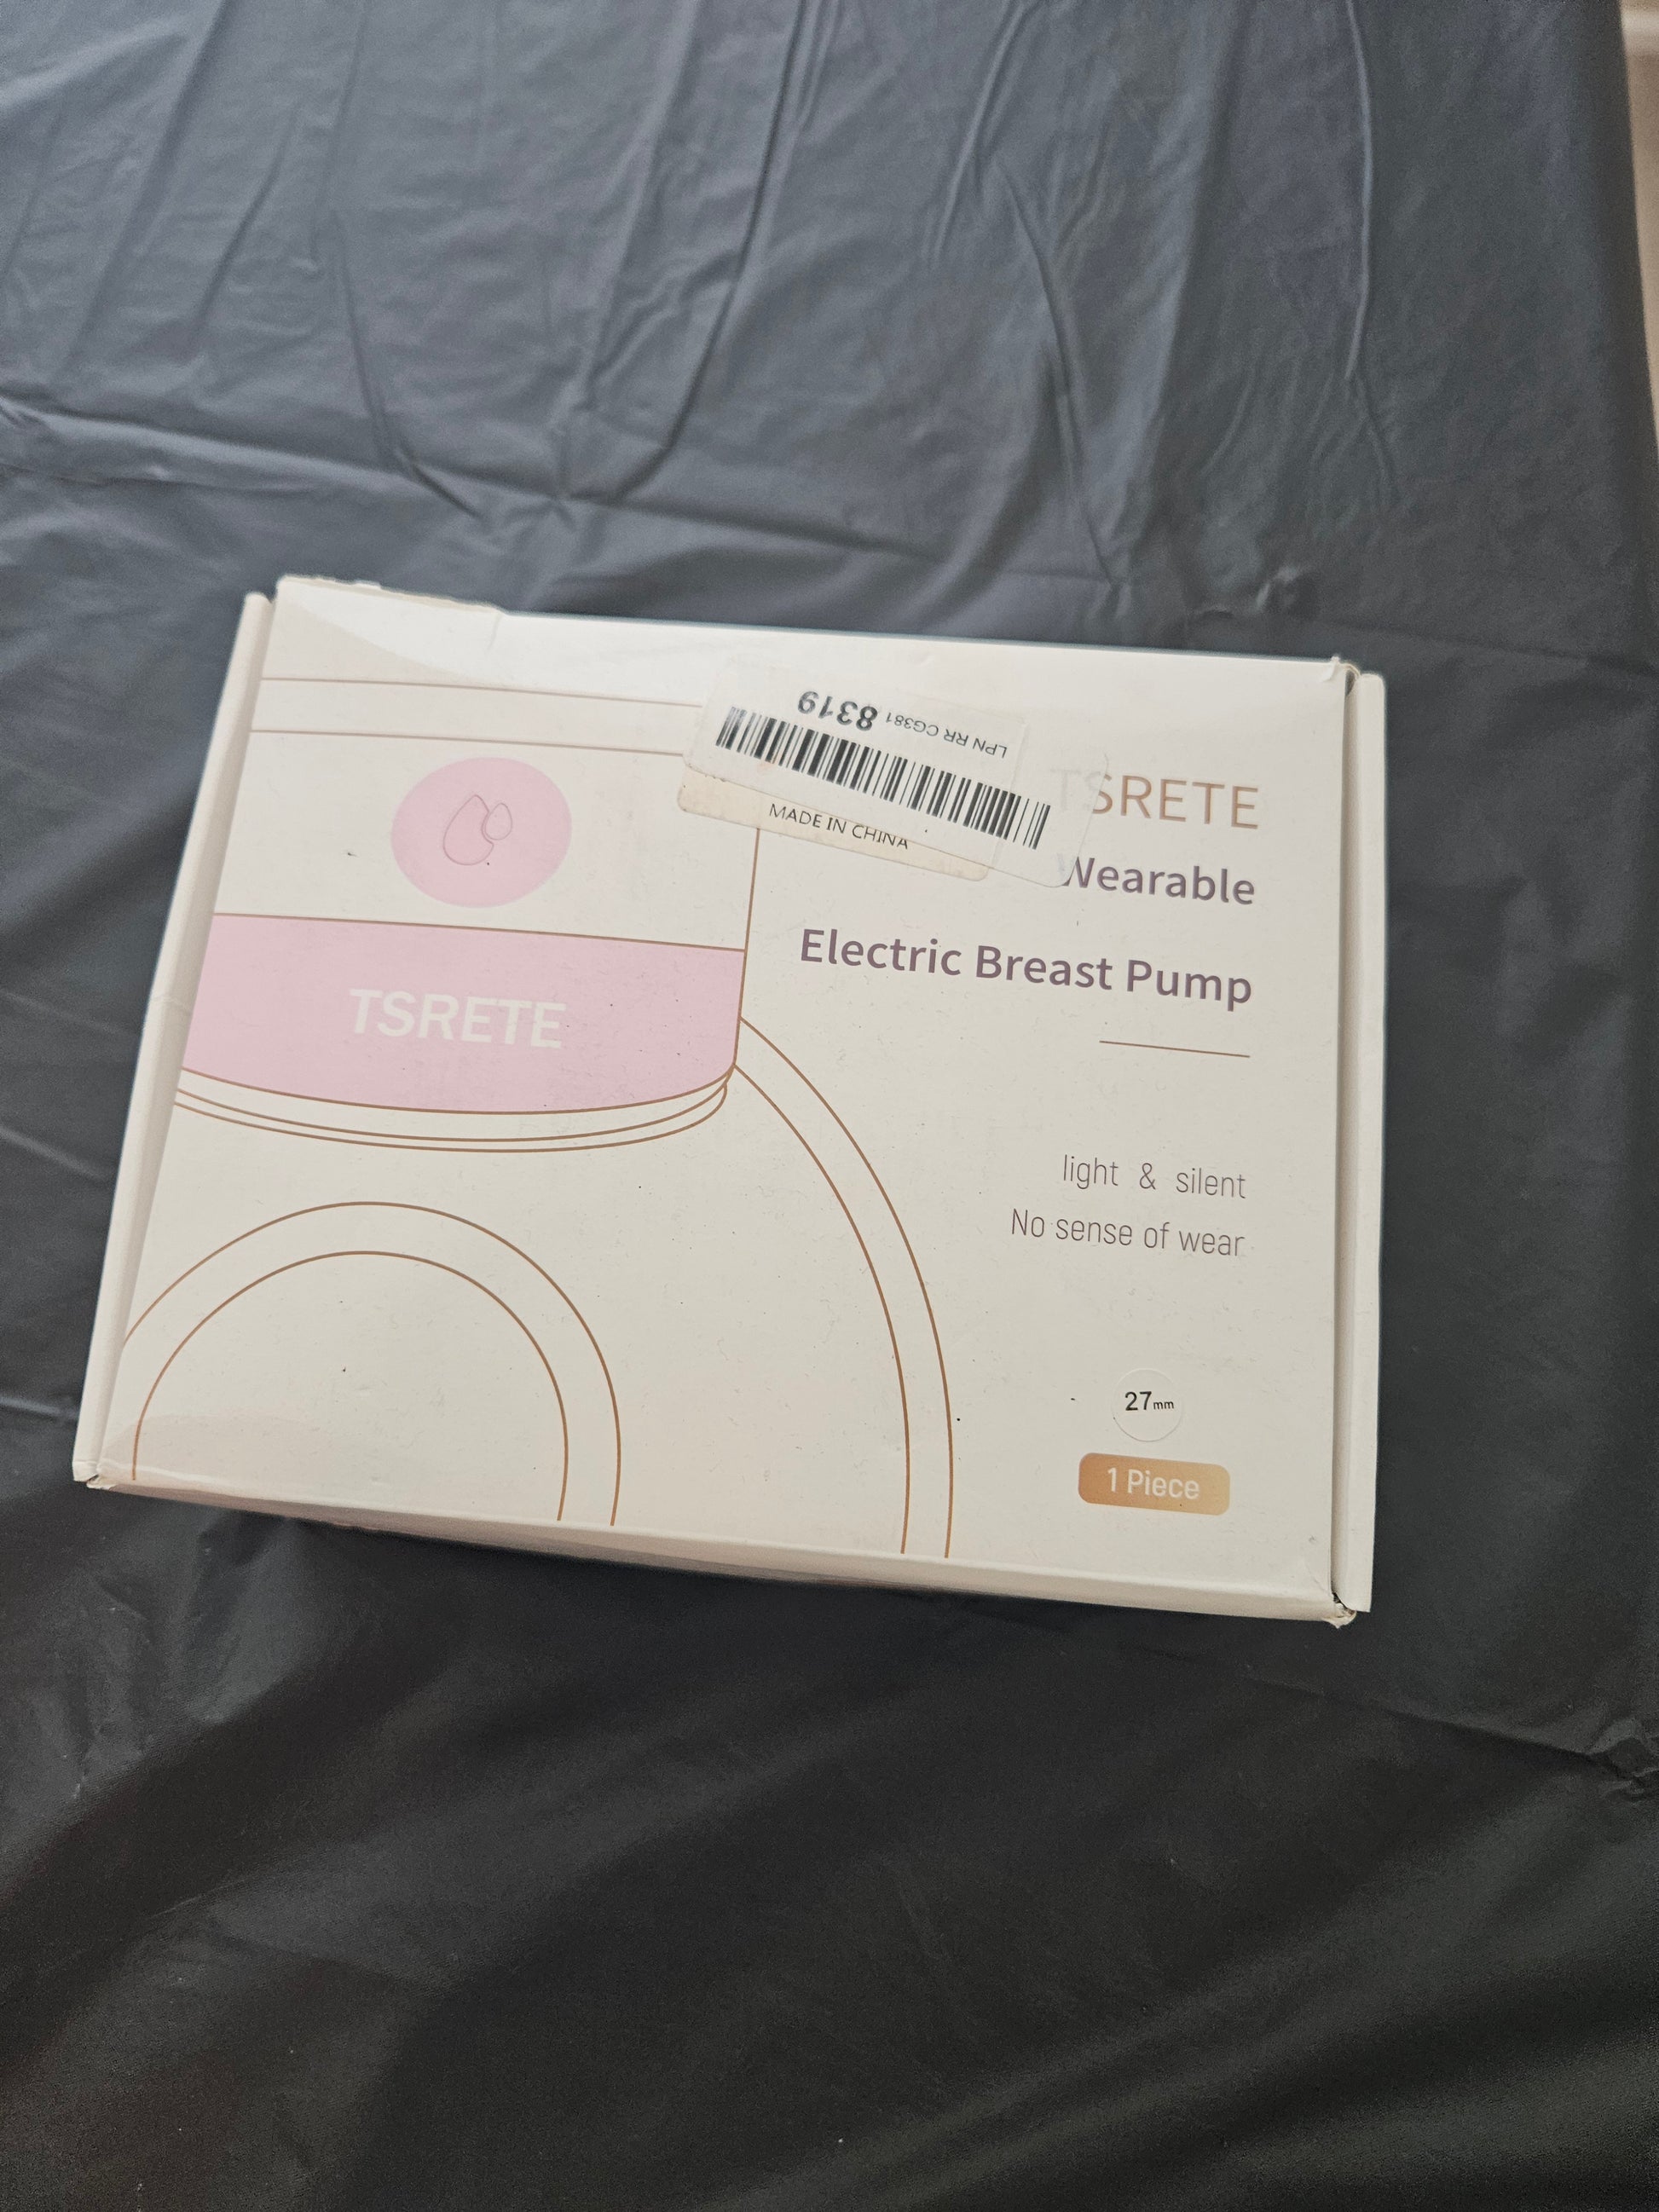 LPN RR CG381 8319
MADE IN CHINA
TSRETE
Wearable
Electric Breast Pump
TSRETE
light & silent
No sense of wear
27mm
1 Piece